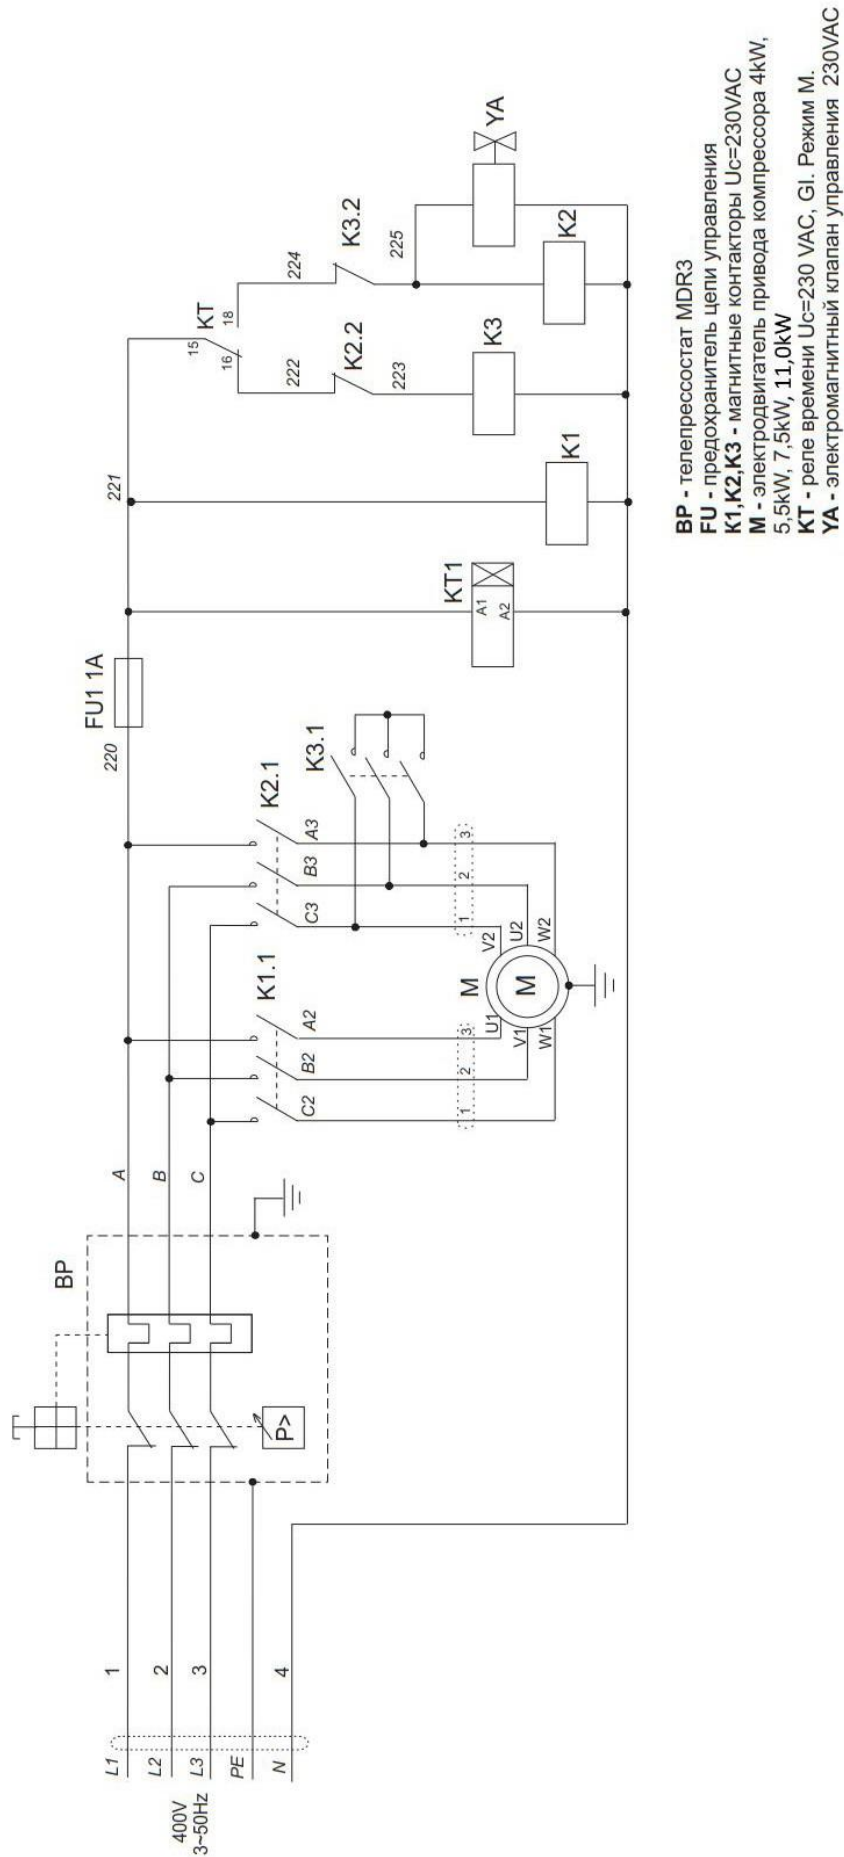 L1
L2
L3
PE
N
400V
3~50Hz
1
2
3
4
BP
P>
A
B
C
K1.1
C2
B2
A2
K2.1
C3
B3
A3
K3.1
1
2
3
1
2
3
M
M
U1
V1
W1
V2
U2
W2
220
FU1 1A
221
KT1
A1
A2
K1
KT
15
16
18
222
K2.2
223
K3
224
K3.2
225
K2
YA
BP - телепрессостат MDR3
FU - предохранитель цепи управления
K1,K2,K3 - магнитные контакторы Uc=230VAC
M - электродвигатель привода компрессора 4kW,
5,5kW, 7,5kW, 11,0kW
KT - реле времени Uc=230 VAC, GI. Режим М.
YA - электромагнитный клапан управления 230VAC